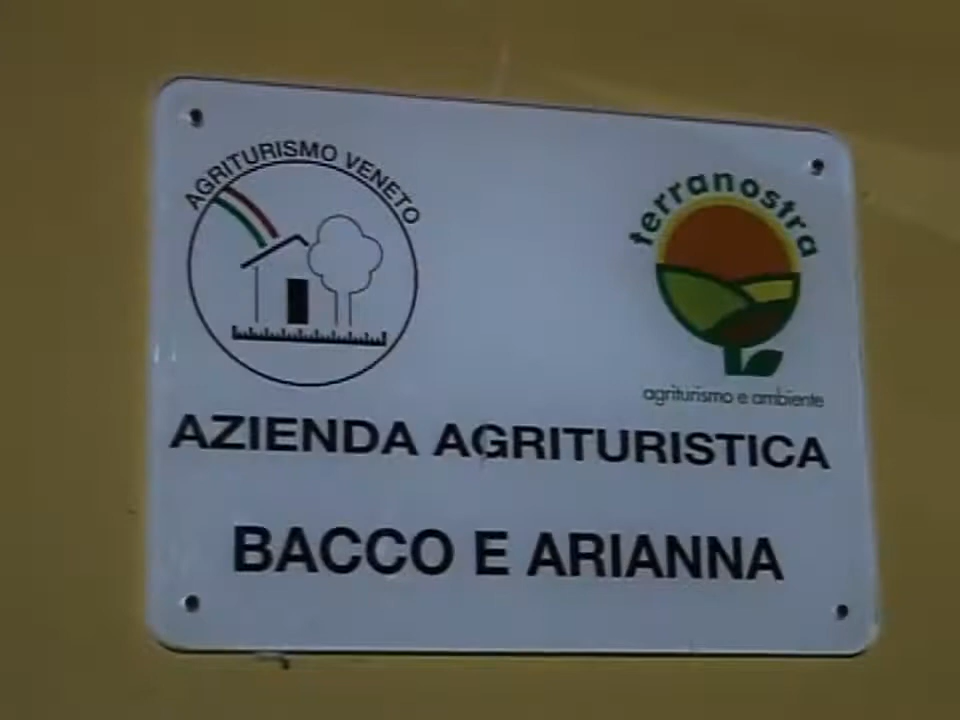 AGRITURISMO VENETO
terranostra
agriturismo e ambiente
AZIENDA AGRITURISTICA
BACCO E ARIANNA